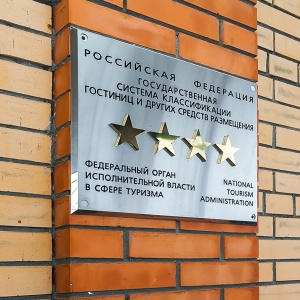 РОССИЙСКАЯ ФЕДЕРАЦИЯ
ГОСУДАРСТВЕННАЯ
СИСТЕМА КЛАССИФИКАЦИИ
ГОСТИНИЦ И ДРУГИХ СРЕДСТВ РАЗМЕЩЕНИЯ
ФЕДЕРАЛЬНЫЙ ОРГАН
ИСПОЛНИТЕЛЬНОЙ ВЛАСТИ
В СФЕРЕ ТУРИЗМА
NATIONAL
TOURISM
ADMINISTRATION